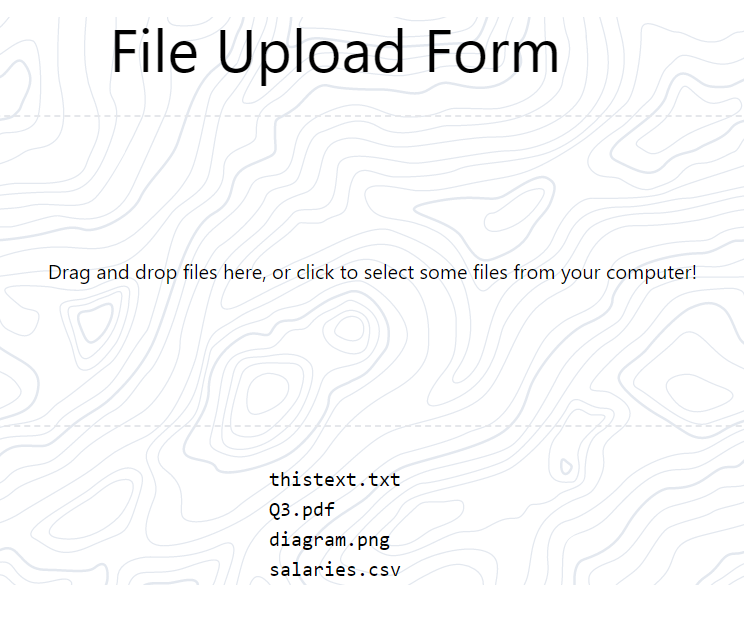 File Upload Form
Drag and drop files here, or click to select some files from your computer!
thistext.txt
Q3.pdf
diagram.png
salaries.csv